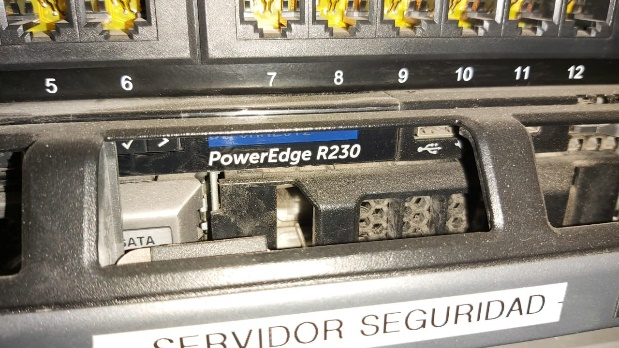 5 6 7 8 9 10 11 12
PowerEdge R230
SATA
SERVIDOR SEGURIDAD